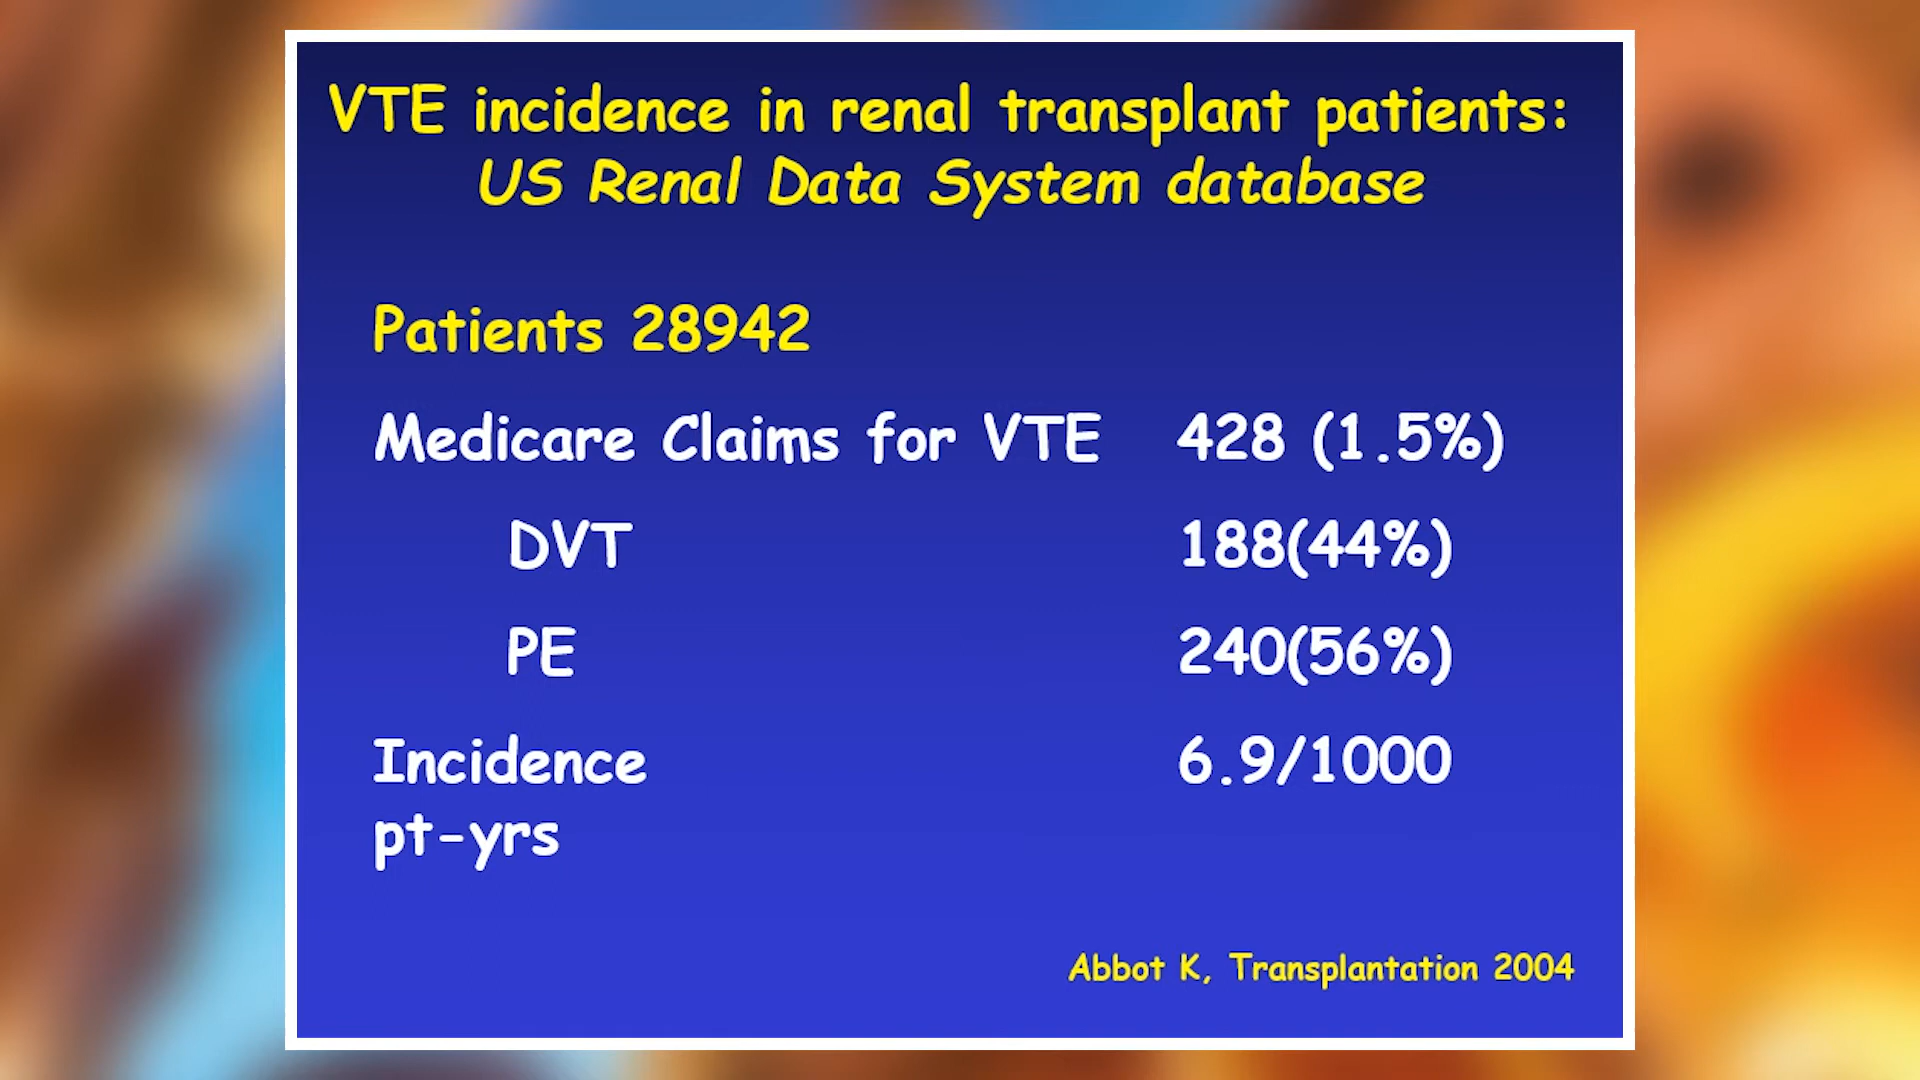 VTE incidence in renal transplant patients:
US Renal Data System database
Patients 28942
Medicare Claims for VTE 428 (1.5%)
DVT 188(44%)
PE 240(56%)
Incidence 6.9/1000
pt-yrs
Abbot K, Transplantation 2004